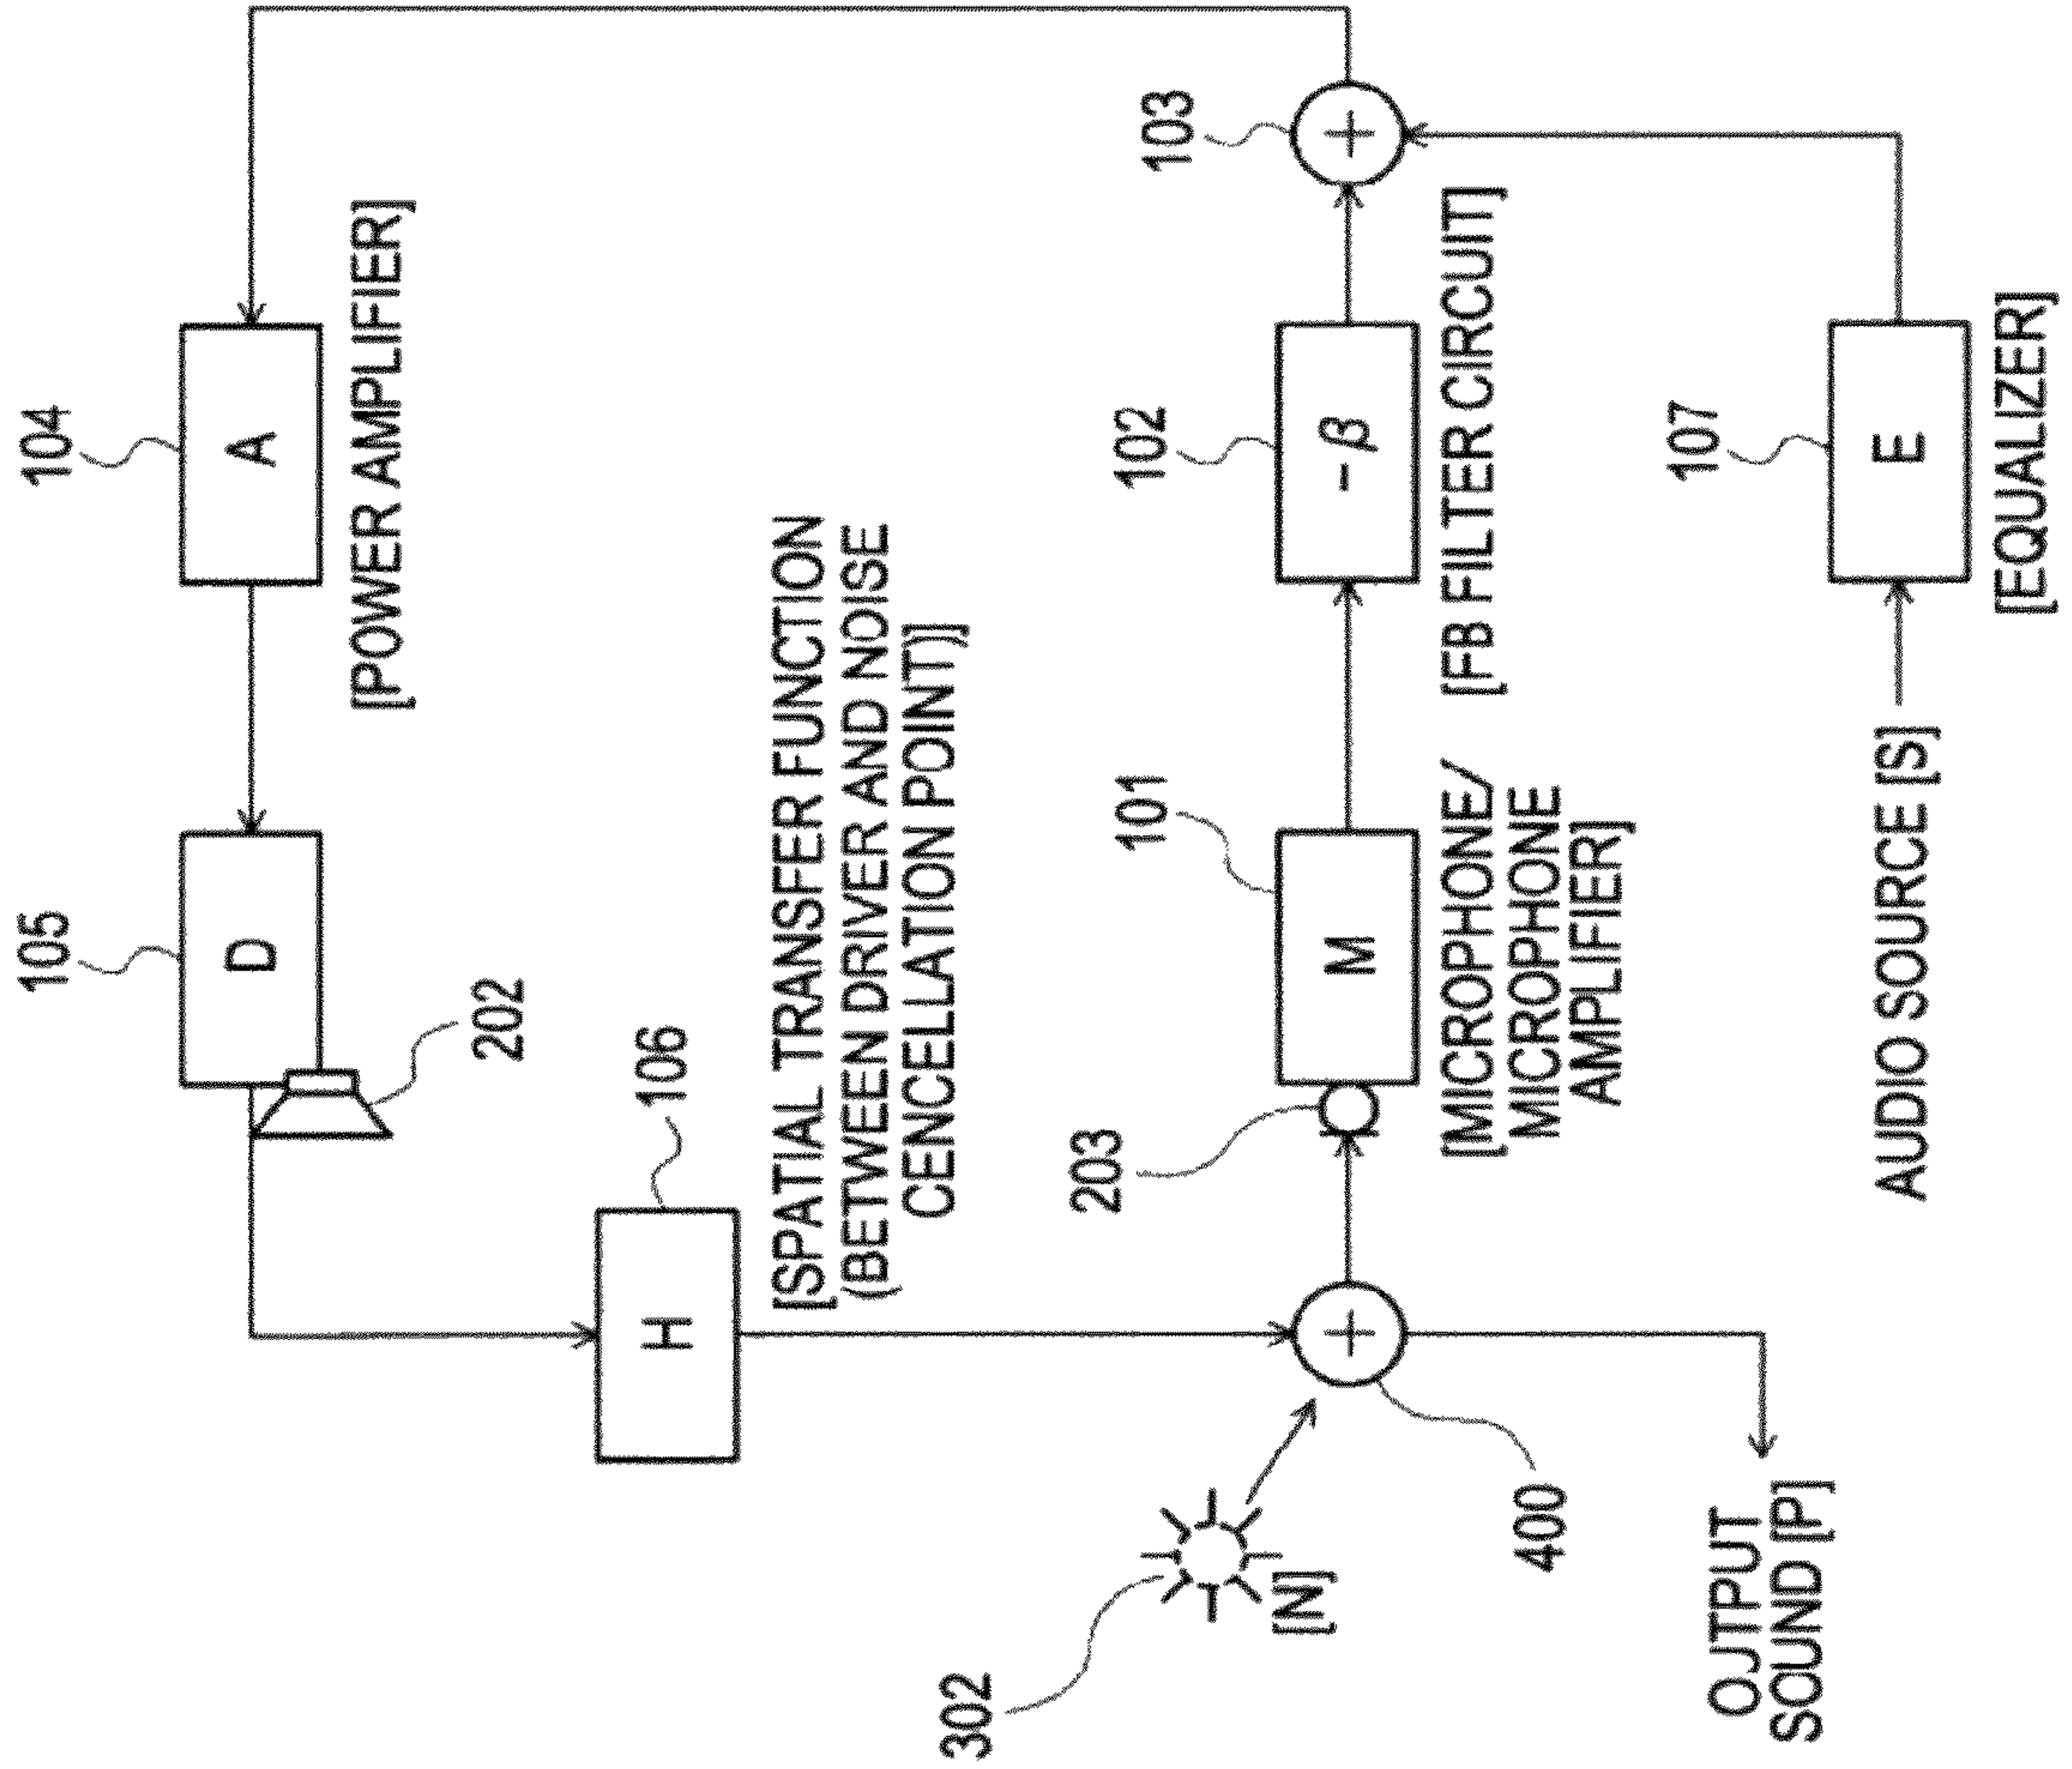 105
104
D
A
[POWER AMPLIFIER]
202
106
H
[SPATIAL TRANSFER FUNCTION
(BETWEEN DRIVER AND NOISE
CENCELLATION POINT)]
302
[N]
203
101
102
103
+
M
-β
+
[MICROPHONE/
MICROPHONE
AMPLIFIER]
[FB FILTER CIRCUIT]
400
107
OJTPUT
SOUND [P]
AUDIO SOURCE [S]
E
[EQUALIZER]